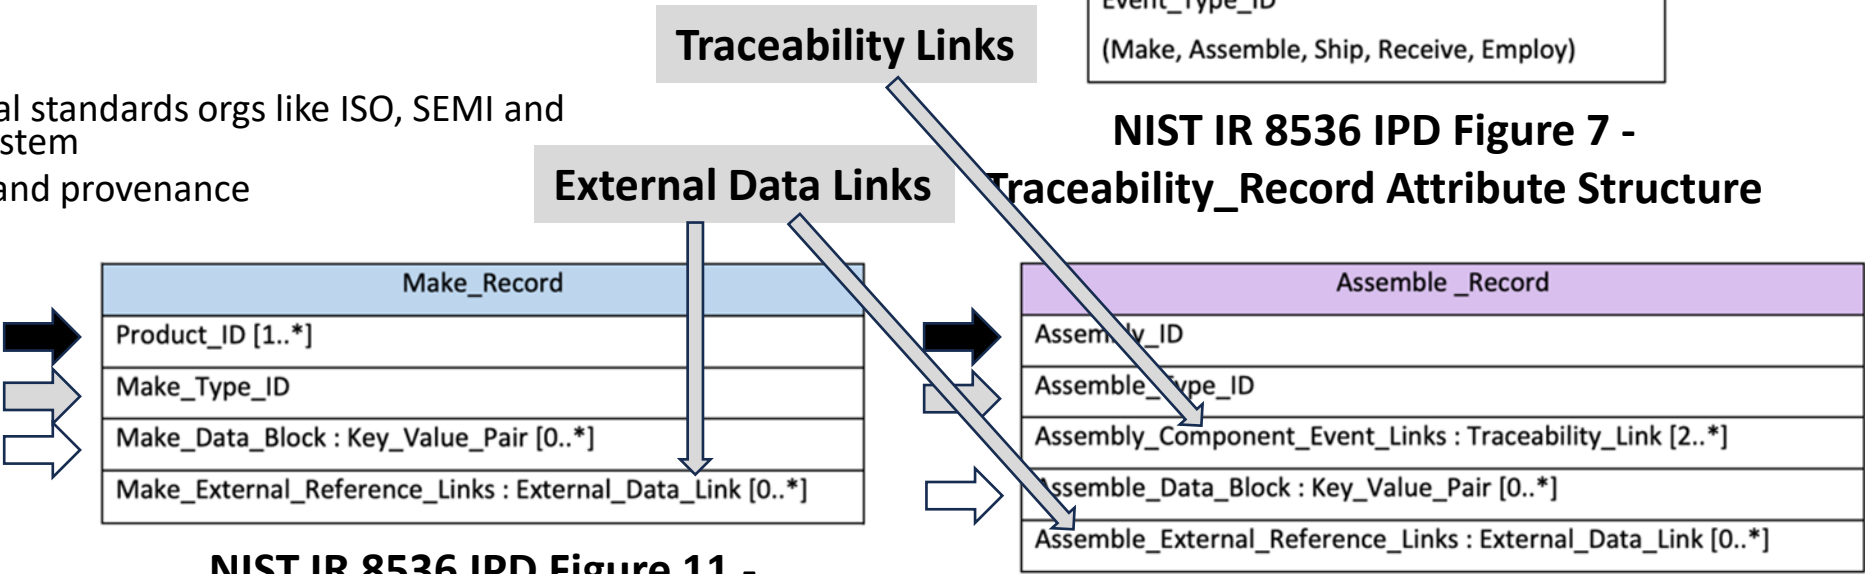 Event_Type_ID
(Make, Assemble, Ship, Receive, Employ)
Traceability Links
al standards orgs like ISO, SEMI and
stem
and provenance
External Data Links
NIST IR 8536 IPD Figure 7 -
Traceability_Record Attribute Structure
Make_Record
Product_ID [1..*]
Make_Type_ID
Make_Data_Block : Key_Value_Pair [0..*]
Make_External_Reference_Links : External_Data_Link [0..*]
NIST IR 8536 IPD Figure 11 -
Assemble _Record
Assembly_ID
Assemble_Type_ID
Assembly_Component_Event_Links : Traceability_Link [2..*]
Assemble_Data_Block : Key_Value_Pair [0..*]
Assemble_External_Reference_Links : External_Data_Link [0..*]